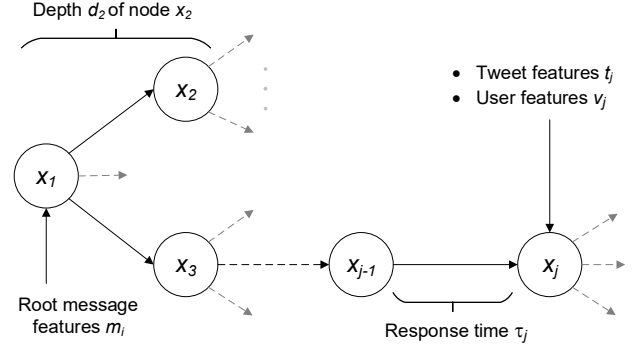 Depth d₂ of node x₂
• Tweet features tⱼ
• User features vⱼ
x₂
x₁
x₃
xⱼ₋₁
xⱼ
Root message
features mᵢ
Response time τⱼ